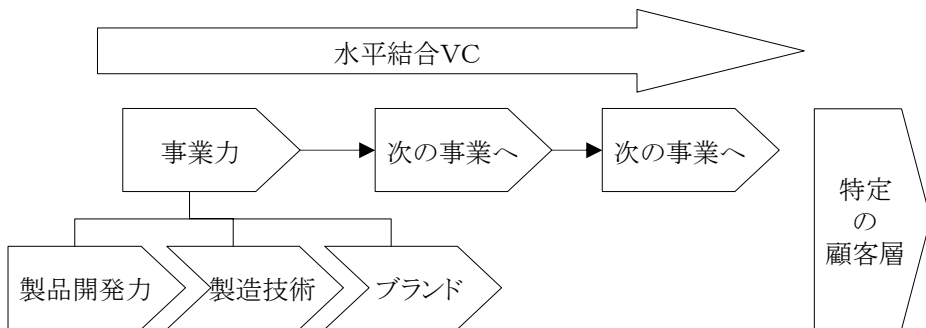 水平結合VC
事業力
次の事業へ
次の事業へ
特定
の
顧客層
製品開発力
製造技術
ブランド